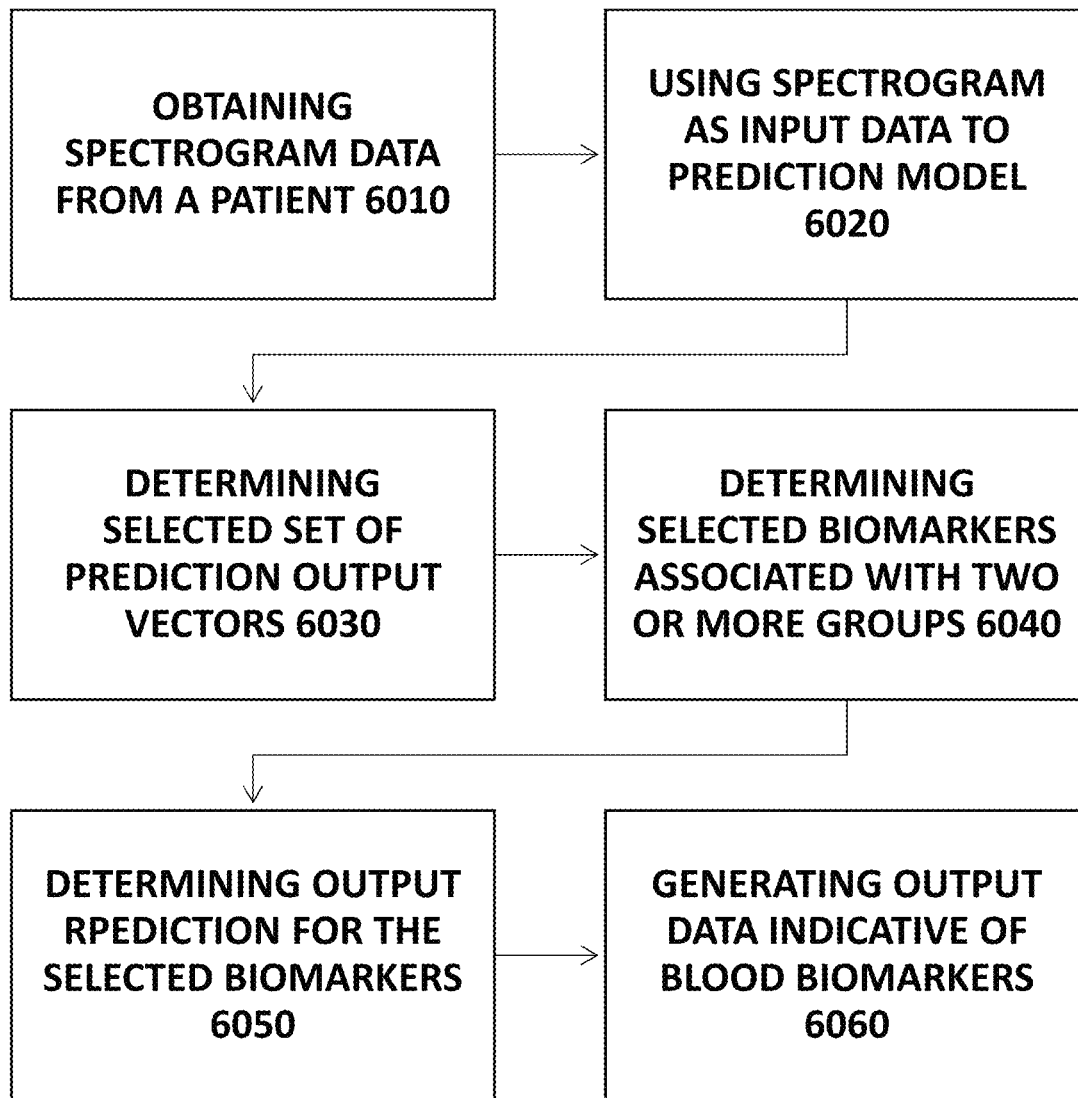 OBTAINING
SPECTROGRAM DATA
FROM A PATIENT 6010
USING SPECTROGRAM
AS INPUT DATA TO
PREDICTION MODEL
6020
DETERMINING
SELECTED SET OF
PREDICTION OUTPUT
VECTORS 6030
DETERMINING
SELECTED BIOMARKERS
ASSOCIATED WITH TWO
OR MORE GROUPS 6040
DETERMINING OUTPUT
RPEDICTION FOR THE
SELECTED BIOMARKERS
6050
GENERATING OUTPUT
DATA INDICATIVE OF
BLOOD BIOMARKERS
6060